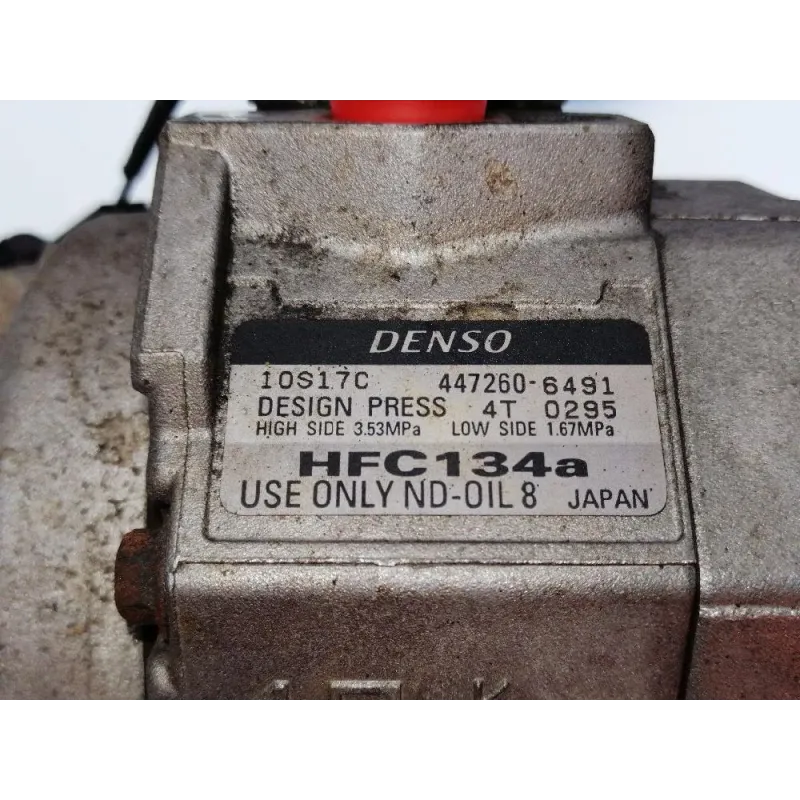 DENSO
10S17C 447260-6491
DESIGN PRESS 4T 0295
HIGH SIDE 3.53MPa LOW SIDE 1.67MPa
HFC134a
USE ONLY ND-OIL 8 JAPAN